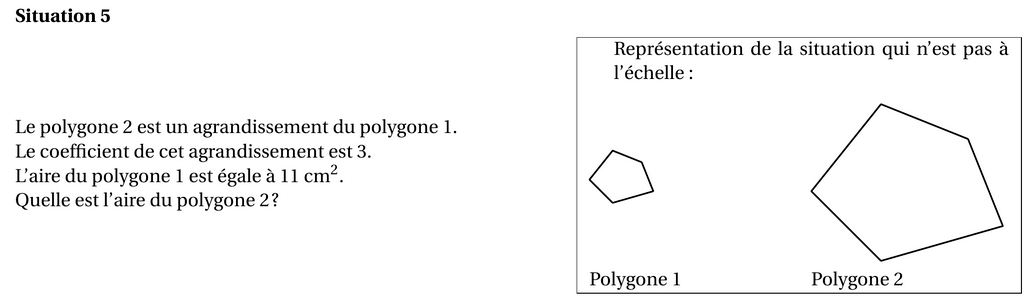 Situation 5
Le polygone 2 est un agrandissement du polygone 1.
Le coefficient de cet agrandissement est 3.
L'aire du polygone 1 est égale à 11 cm².
Quelle est l'aire du polygone 2 ?
Représentation de la situation qui n'est pas à
l'échelle :
Polygone 1
Polygone 2